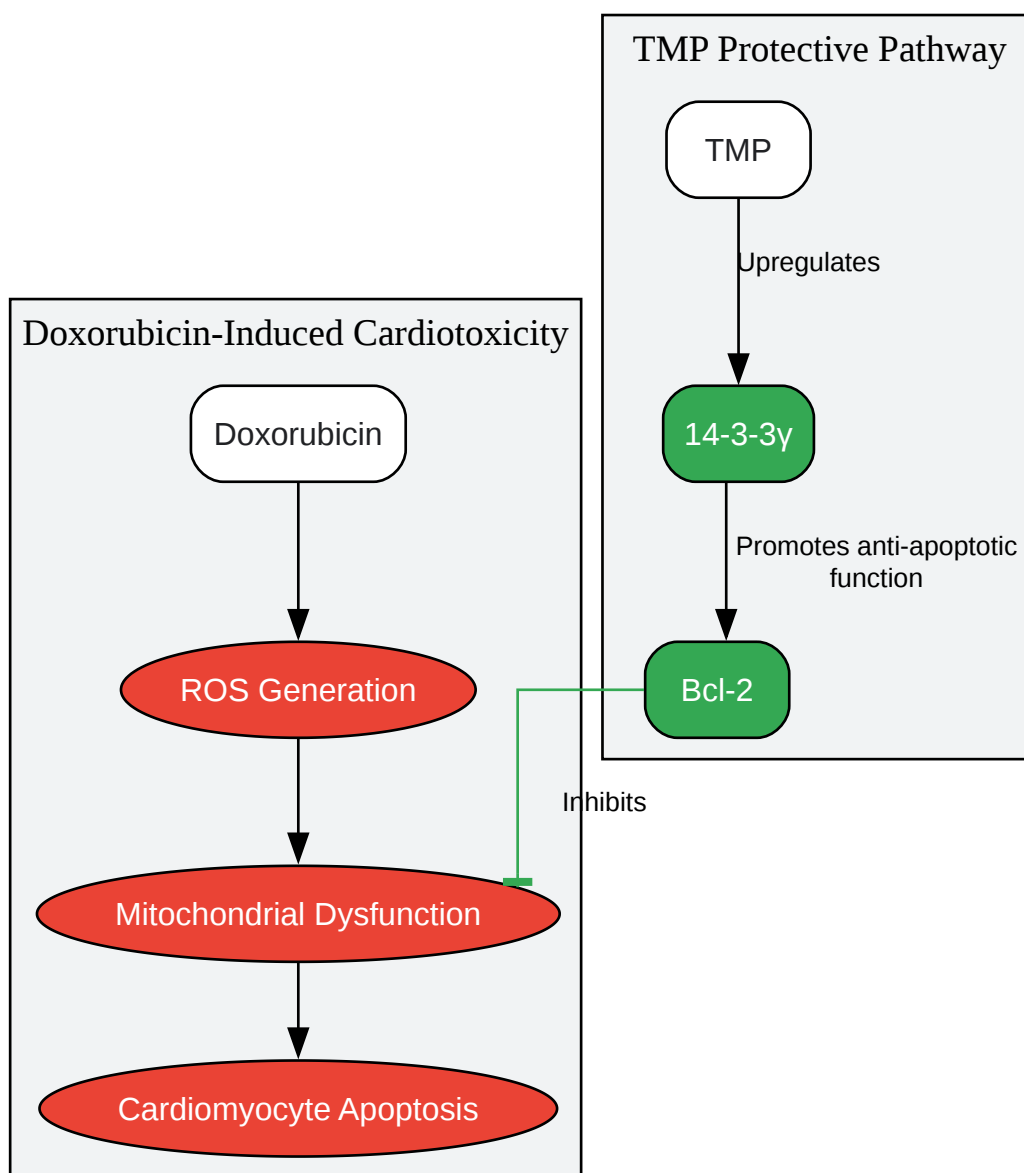 TMP Protective Pathway
TMP
Upregulates
14-3-3γ
Promotes anti-apoptotic
function
Bcl-2
Inhibits
Doxorubicin-Induced Cardiotoxicity
Doxorubicin
ROS Generation
Mitochondrial Dysfunction
Cardiomyocyte Apoptosis